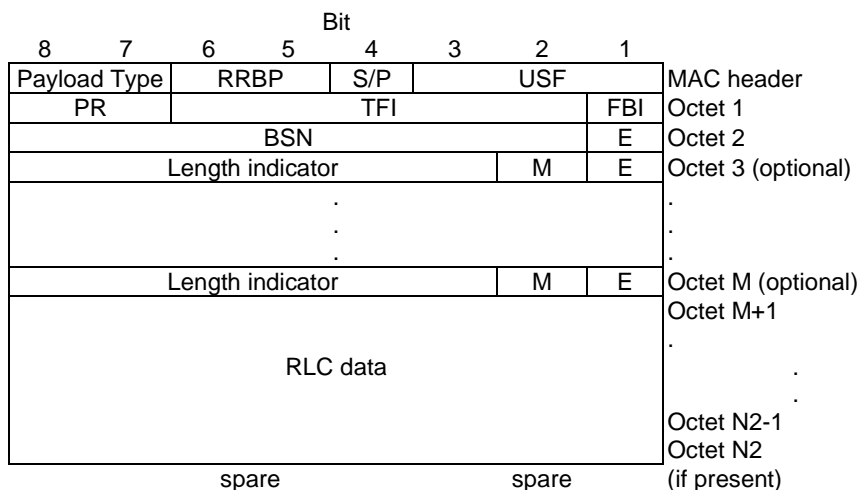 Bit
8 7 6 5 4 3 2 1
Payload Type RRBP S/P USF MAC header
PR TFI FBI Octet 1
BSN E Octet 2
Length indicator M E Octet 3 (optional)
. .
. .
. .
Length indicator M E Octet M (optional)
Octet M+1
.
RLC data .
.
Octet N2-1
Octet N2
spare spare (if present)